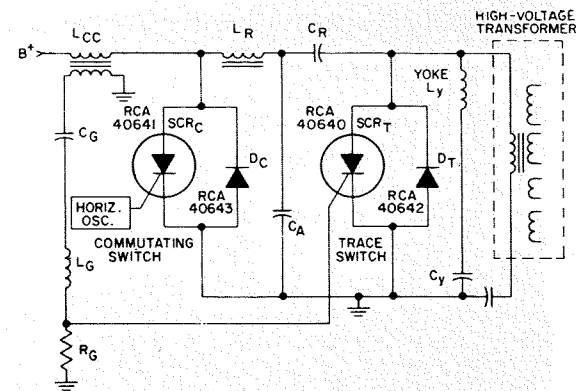 HIGH-VOLTAGE
TRANSFORMER
B+
LCC
LR
CR
YOKE
Ly
RCA
40641
SCRC
RCA
40640
SCRT
CG
DC
DT
HORIZ.
OSC.
RCA
40643
RCA
40642
COMMUTATING
SWITCH
CA
TRACE
SWITCH
LG
Cy
RG